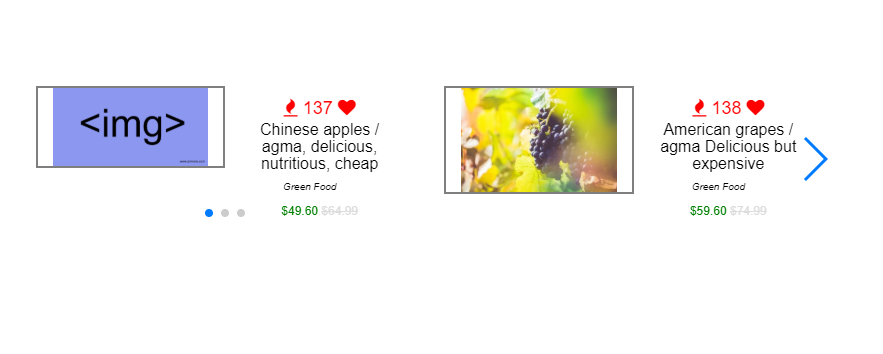 <img>
137
Chinese apples /
agma, delicious,
nutritious, cheap
Green Food
$49.60 $64.99
138
American grapes /
agma Delicious but
expensive
Green Food
$59.60 $74.99